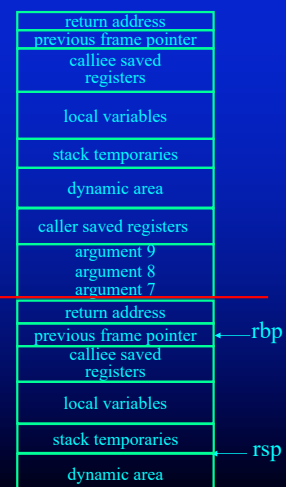 return address
previous frame pointer
calliee saved
registers
local variables
stack temporaries
dynamic area
caller saved registers
argument 9
argument 8
argument 7
return address
previous frame pointer
rbp
calliee saved
registers
local variables
stack temporaries
rsp
dynamic area